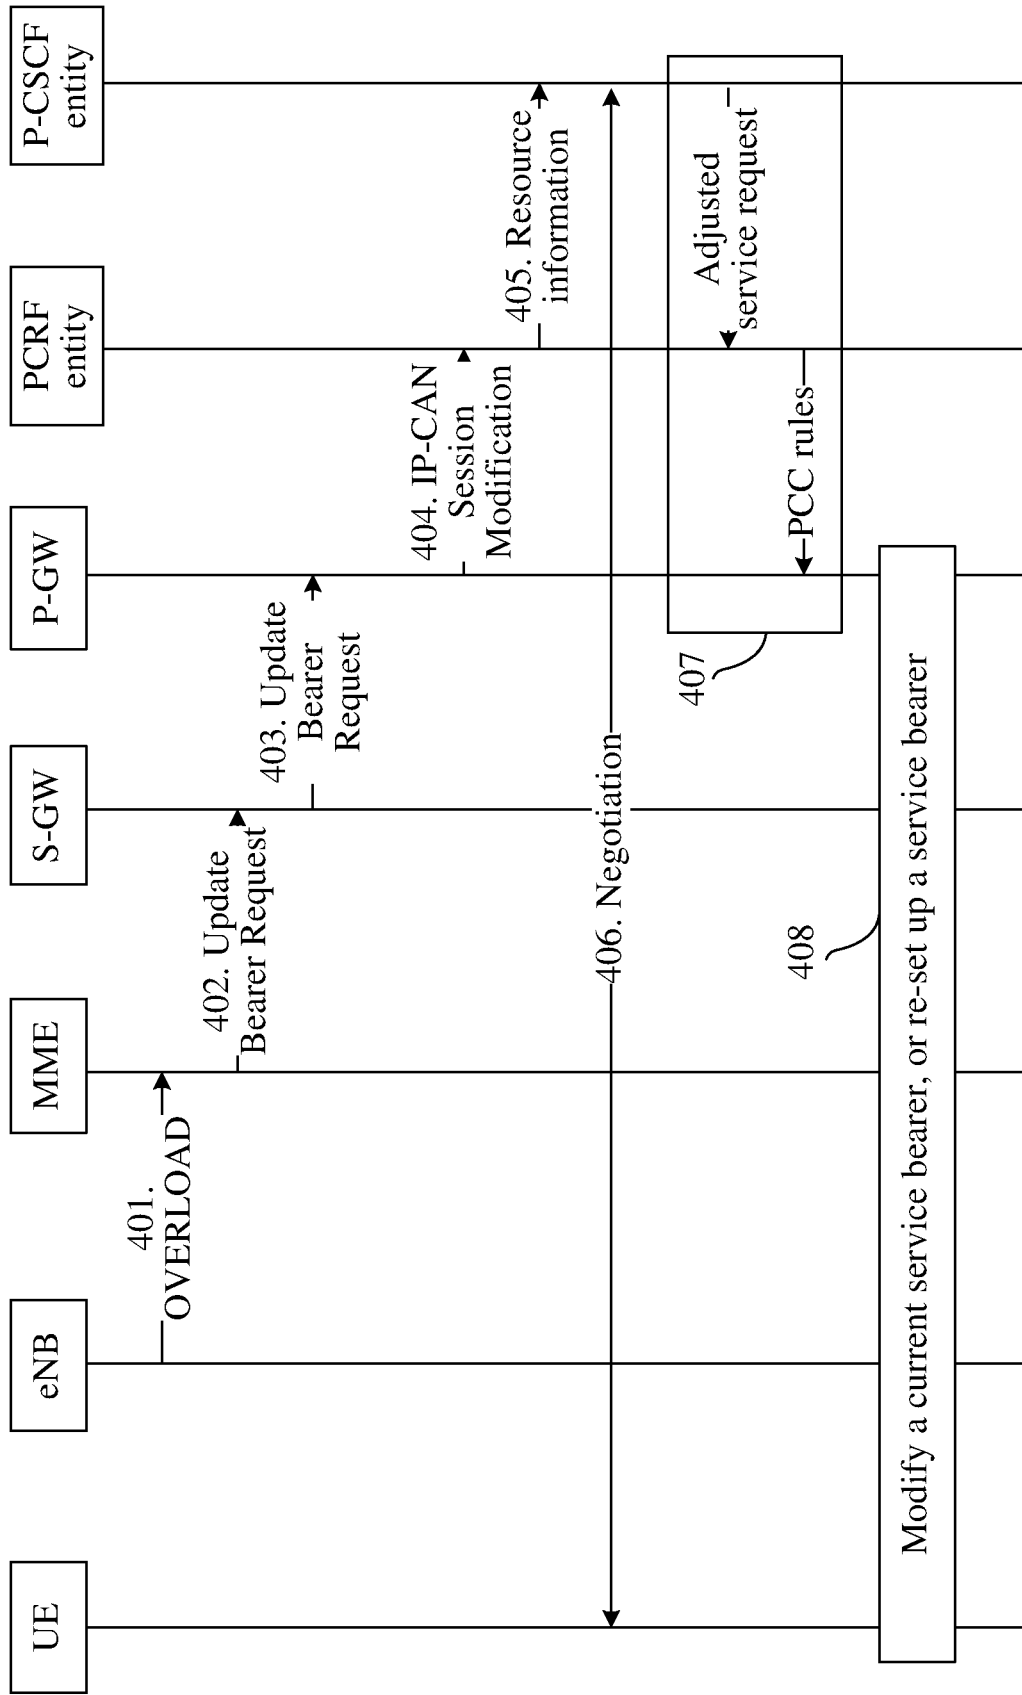 UE
eNB
MME
S-GW
P-GW
PCRF
entity
P-CSCF
entity
401.
OVERLOAD
402. Update
Bearer Request
403. Update
Bearer
Request
404. IP-CAN
Session
Modification
405. Resource
information
406. Negotiation
407
Adjusted
service request
PCC rules
408
Modify a current service bearer, or re-set up a service bearer